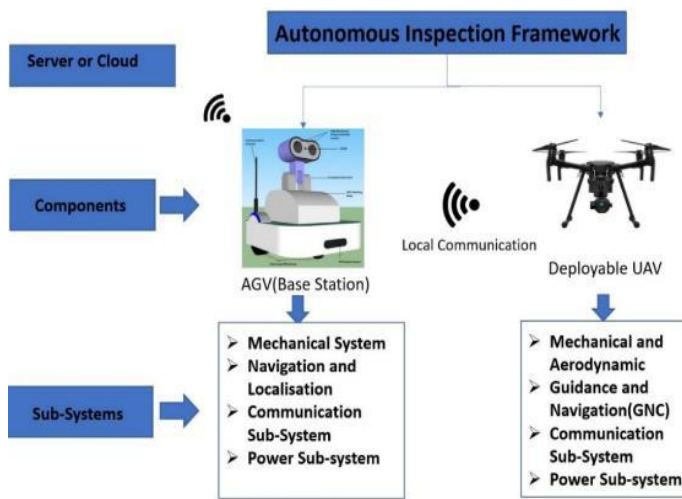 Autonomous Inspection Framework
Server or Cloud
Components
Local Communication
AGV(Base Station)
Deployable UAV
Sub-Systems
➢ Mechanical System
➢ Navigation and
Localisation
➢ Communication
Sub-System
➢ Power Sub-system
➢ Mechanical and
Aerodynamic
➢ Guidance and
Navigation(GNC)
➢ Communication
Sub-System
➢ Power Sub-system